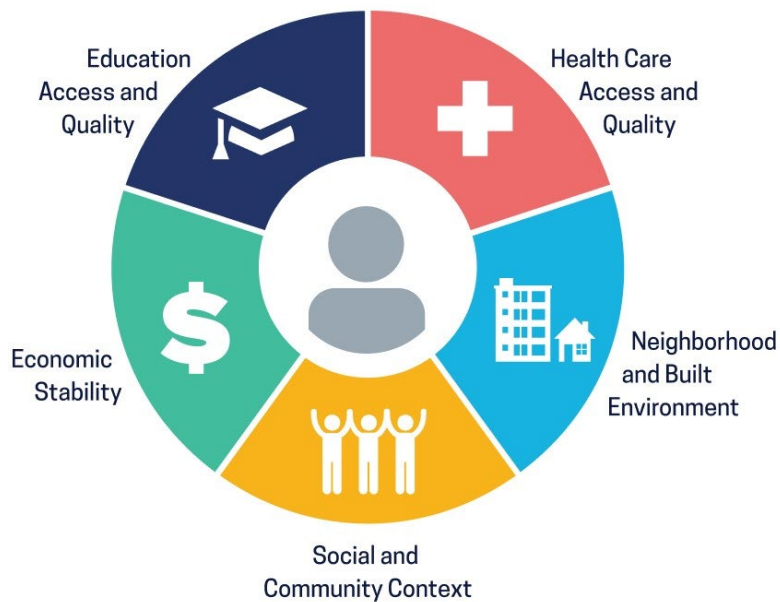 Education
Access and
Quality
Health Care
Access and
Quality
Economic
Stability
Neighborhood
and Built
Environment
Social and
Community Context